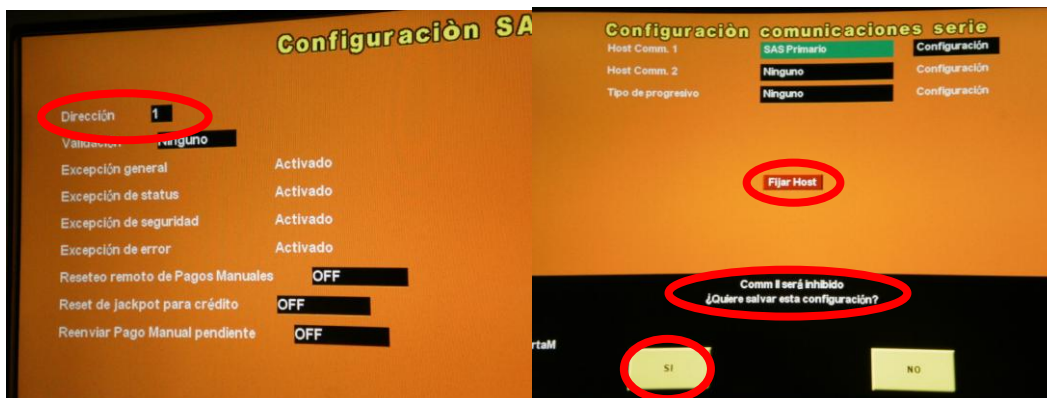 Configuraciòn SA
Dirección 1
Validación Ninguno
Excepción general Activado
Excepción de status Activado
Excepción de seguridad Activado
Excepción de error Activado
Reseteo remoto de Pagos Manuales OFF
Reset de jackpot para crédito OFF
Reenviar Pago Manual pendiente OFF
Configuraciòn comunicaciones serie
Host Comm. 1 SAS Primario Configuración
Host Comm. 2 Ninguno Configuración
Tipo de progresivo Ninguno Configuración
Fijar Host
Comm II será inhibido
¿Quiere salvar esta configuración?
rtaM
SI NO